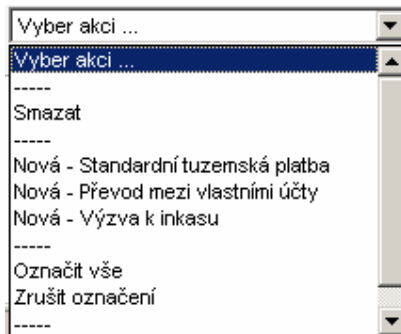 Vyber akci ...
Vyber akci ...
-----
Smazat
-----
Nová - Standardní tuzemská platba
Nová - Převod mezi vlastními účty
Nová - Výzva k inkasu
-----
Označit vše
Zrušit označení
-----